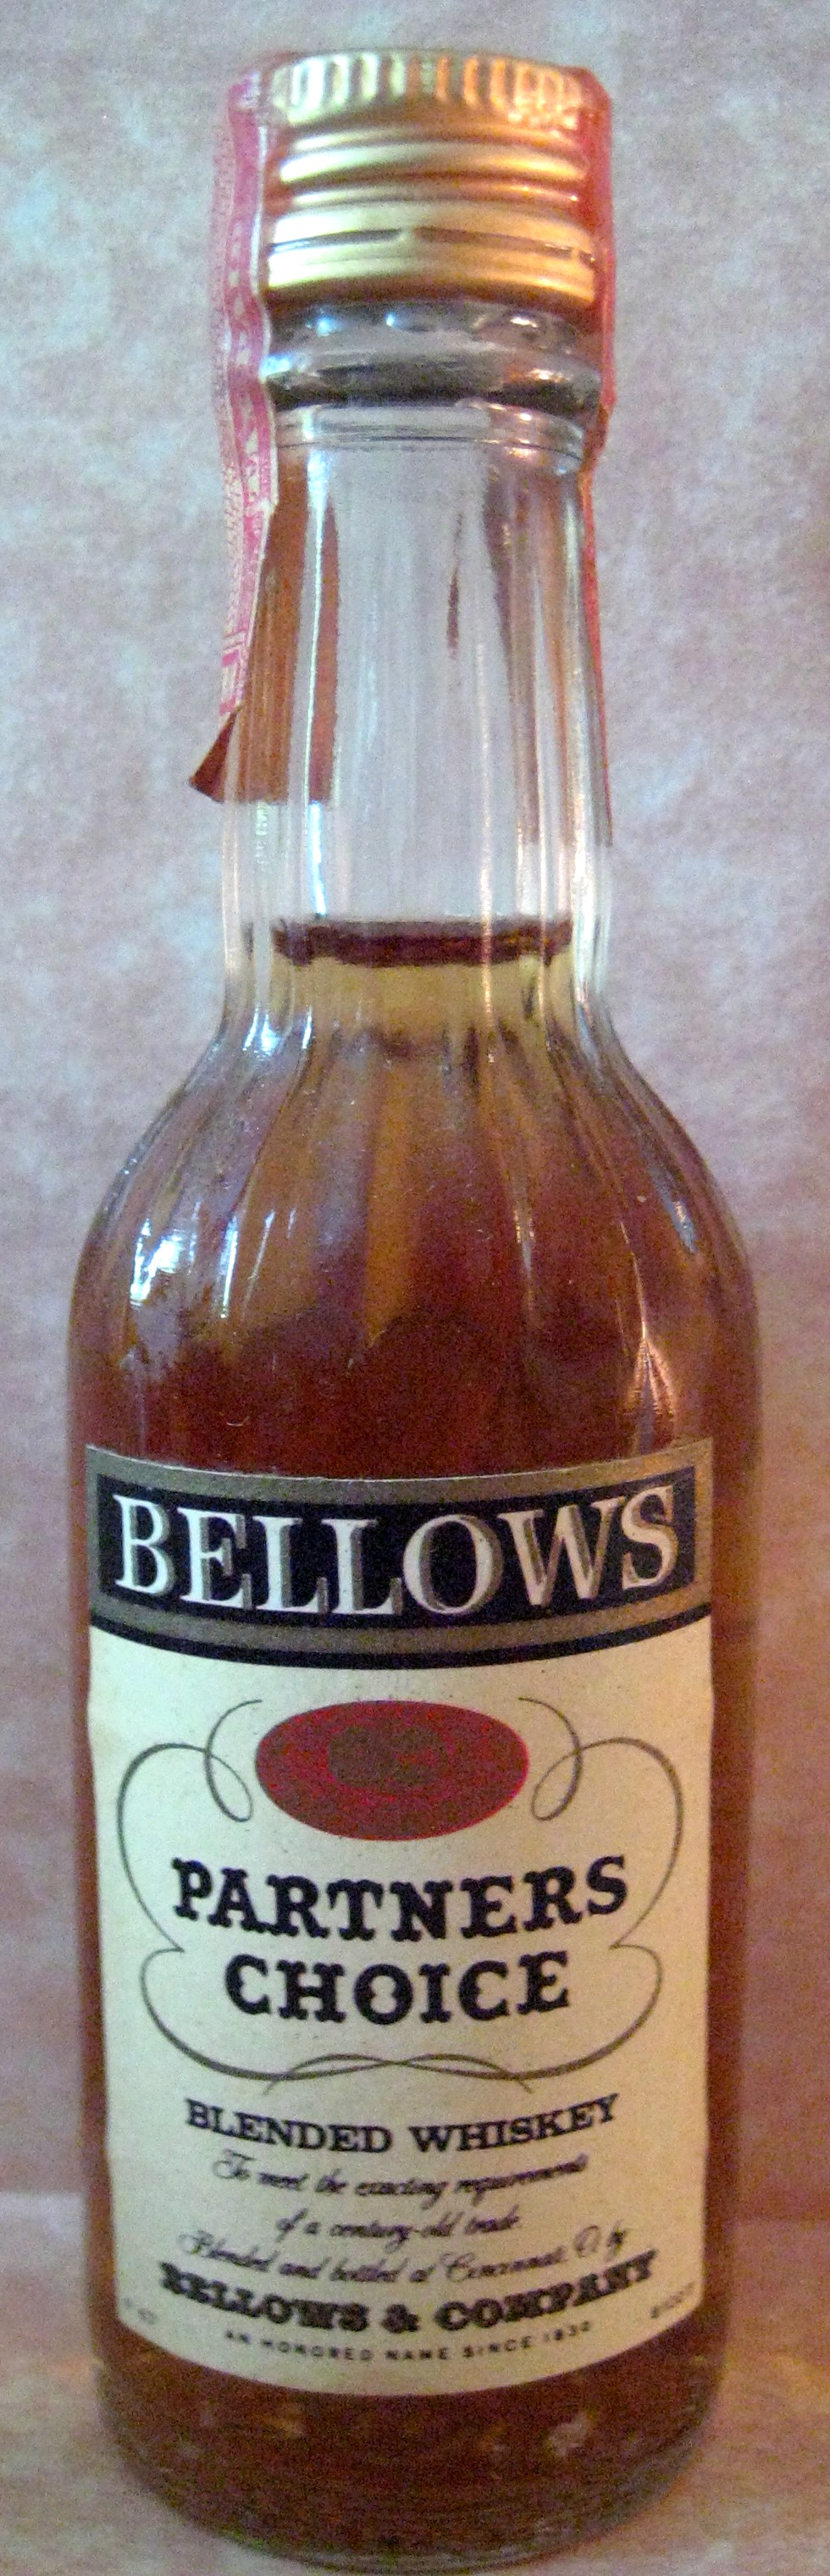 BELLOWS
PARTNERS
CHOICE
BLENDED WHISKEY
To meet the exacting requirements
of a century-old trade.
Blended and bottled at Cincinnati, O. by
BELLOWS & COMPANY
AN HONORED NAME SINCE 1830